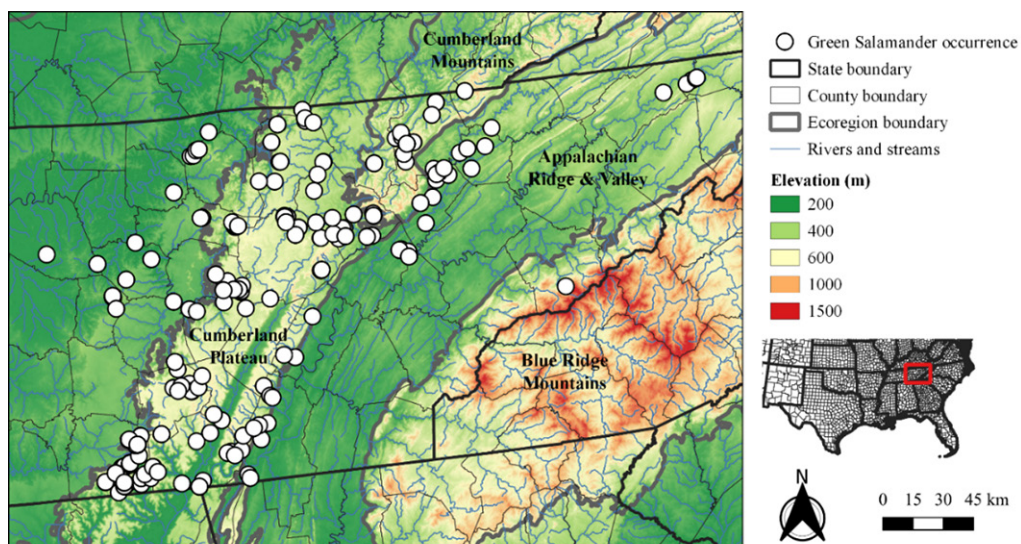 Cumberland
Mountains
Appalachian
Ridge & Valley
Cumberland
Plateau
Blue Ridge
Mountains
Green Salamander occurrence
State boundary
County boundary
Ecoregion boundary
Rivers and streams
Elevation (m)
200
400
600
1000
1500
N
0 15 30 45 km